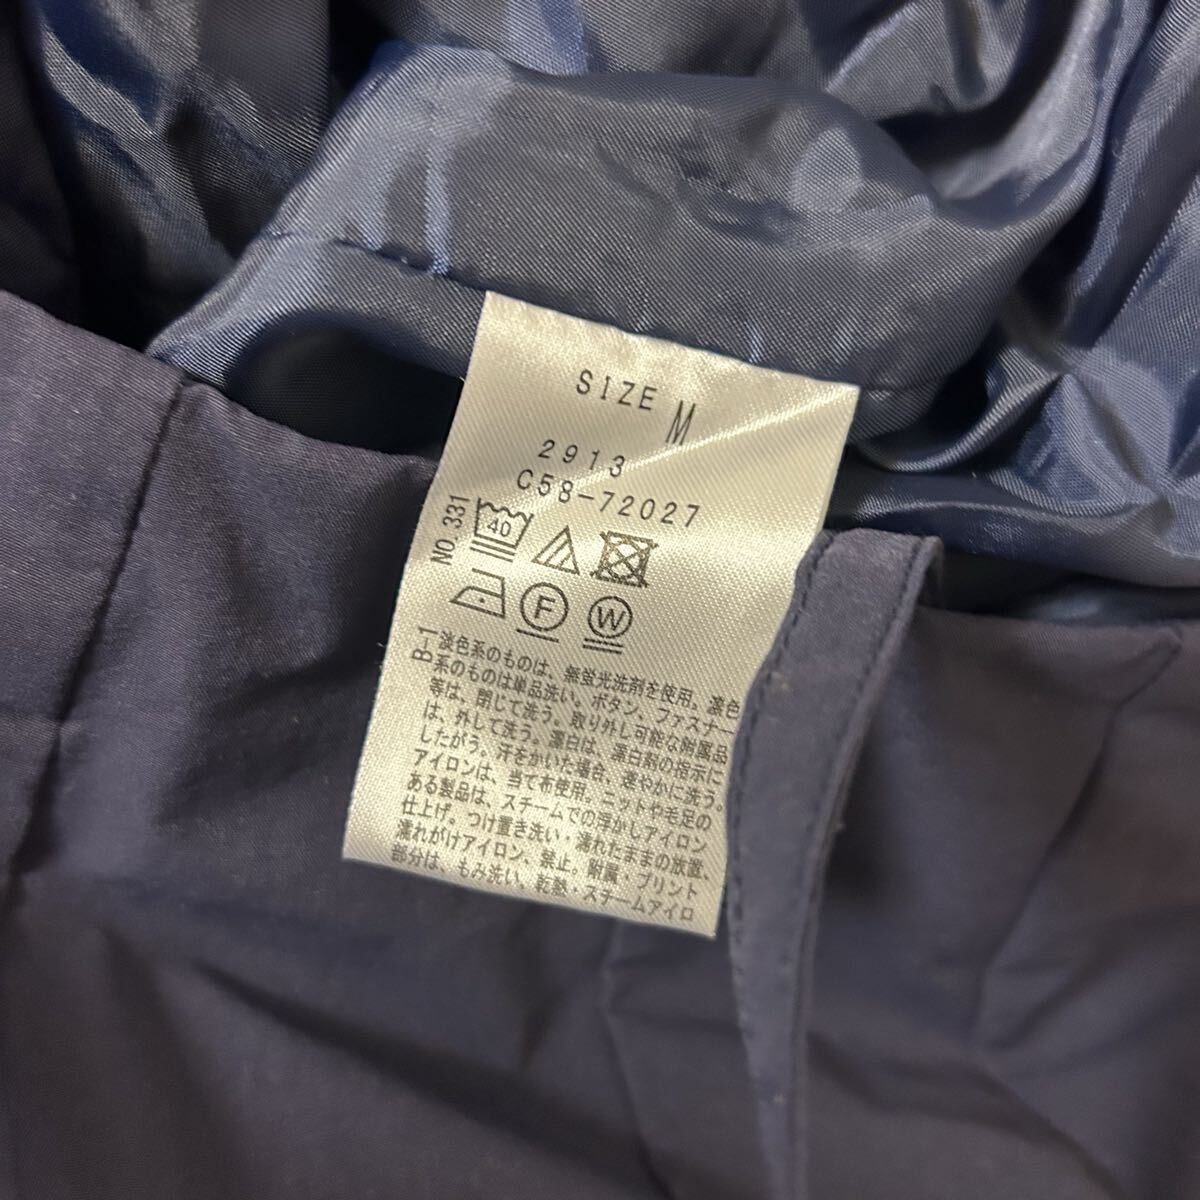 SIZE M
2913
C58-72027
NO.331
40
F
W
B-1
淡色系のものは、無蛍光洗剤を使用。濃色
系のものは単品洗い。ボタン、ファスナー
等は、閉じて洗う。取り外し可能な附属品
は、外して洗う。漂白は、漂白剤の指示に
したがう。汗をかいた場合、速やかに洗う。
アイロンは、当て布使用。ニットや毛足の
ある製品は、スチームでの浮かしアイロン
仕上げ。つけ置き洗い・濡れたままの放置、
濡れがけアイロン、禁止。附属・プリント
部分は、もみ洗い、乾熱・スチームアイロ